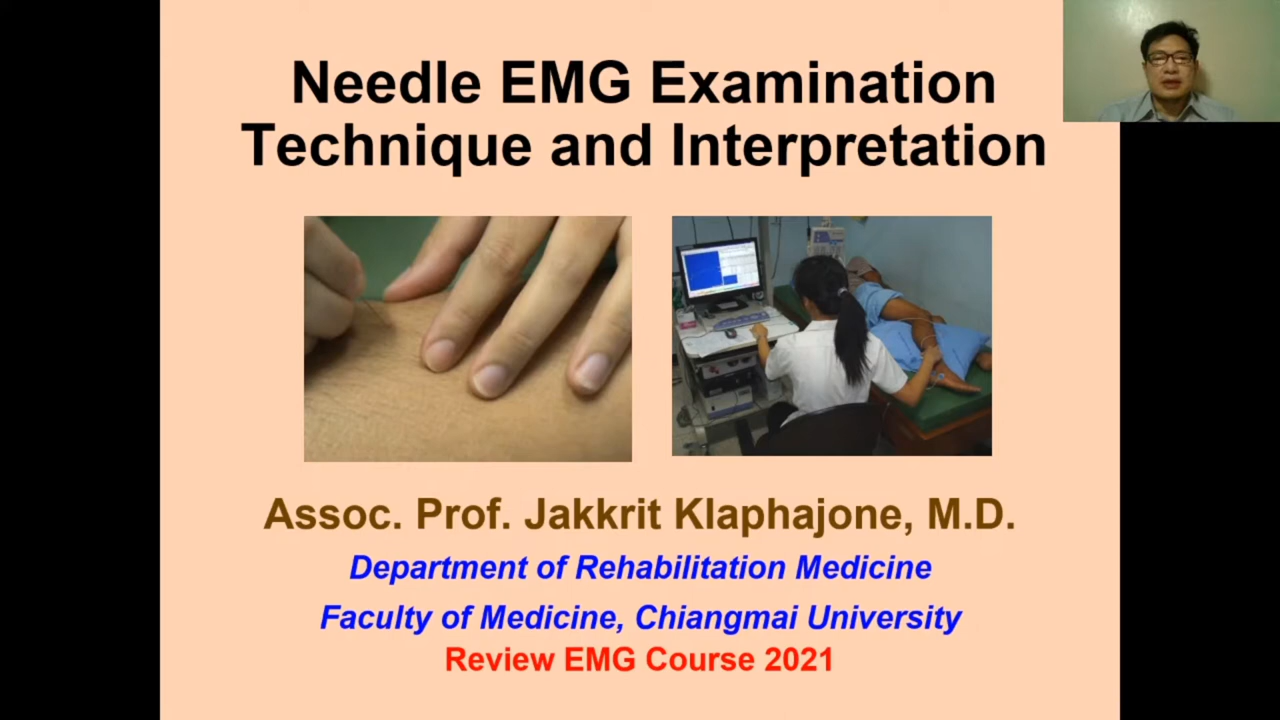 Needle EMG Examination
Technique and Interpretation
Assoc. Prof. Jakkrit Klaphajone, M.D.
Department of Rehabilitation Medicine
Faculty of Medicine, Chiangmai University
Review EMG Course 2021